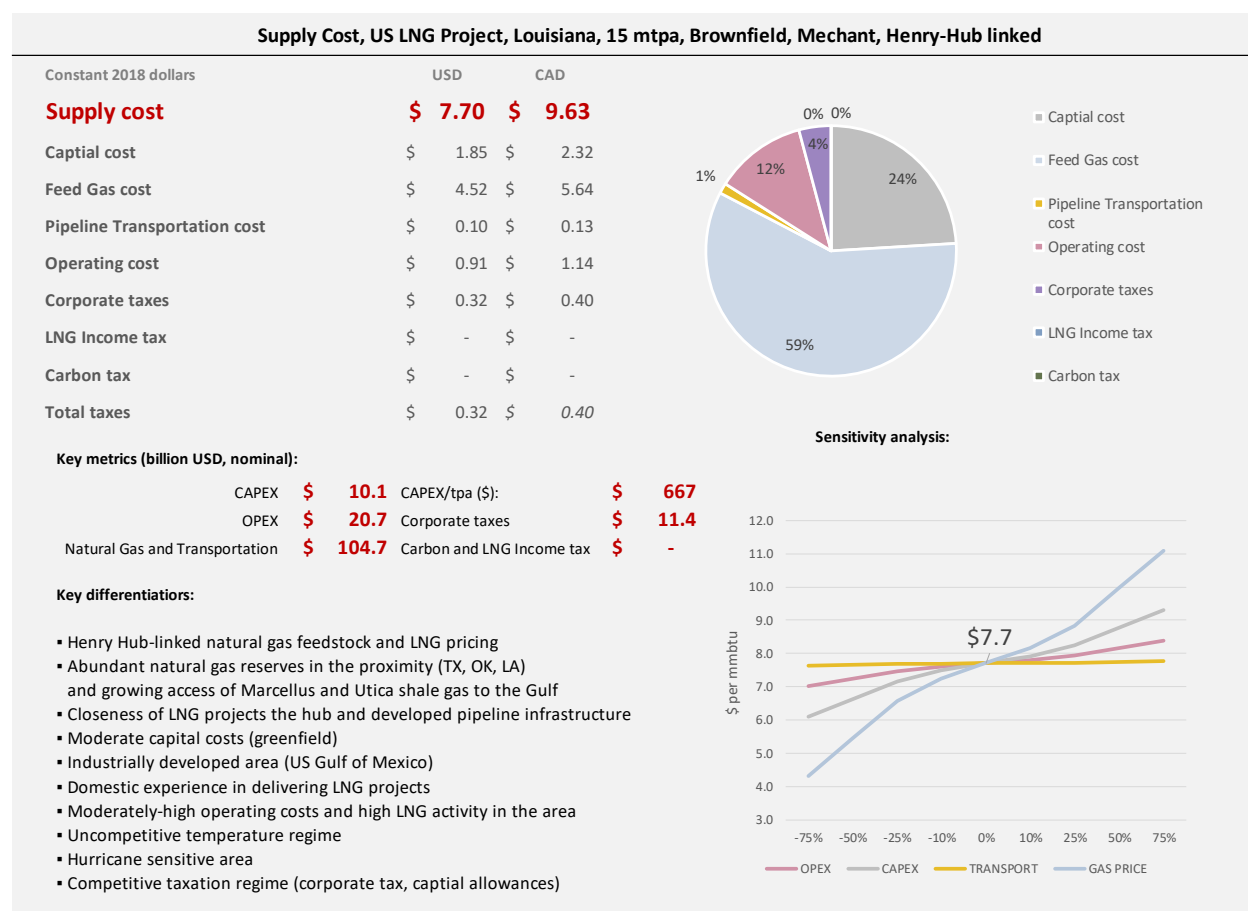 Supply Cost, US LNG Project, Louisiana, 15 mtpa, Brownfield, Mechant, Henry-Hub linked
Constant 2018 dollars USD CAD
Supply cost $ 7.70 $ 9.63
Captial cost $ 1.85 $ 2.32
Feed Gas cost $ 4.52 $ 5.64
Pipeline Transportation cost $ 0.10 $ 0.13
Operating cost $ 0.91 $ 1.14
Corporate taxes $ 0.32 $ 0.40
LNG Income tax $ - $ -
Carbon tax $ - $ -
Total taxes $ 0.32 $ 0.40
0% 0%
4%
12%
24%
1%
59%
Captial cost
Feed Gas cost
Pipeline Transportation
cost
Operating cost
Corporate taxes
LNG Income tax
Carbon tax
Key metrics (billion USD, nominal):
CAPEX $ 10.1 CAPEX/tpa ($): $ 667
OPEX $ 20.7 Corporate taxes $ 11.4
Natural Gas and Transportation $ 104.7 Carbon and LNG Income tax $ -
Key differentiatiors:
▪ Henry Hub-linked natural gas feedstock and LNG pricing
▪ Abundant natural gas reserves in the proximity (TX, OK, LA)
and growing access of Marcellus and Utica shale gas to the Gulf
▪ Closeness of LNG projects the hub and developed pipeline infrastructure
▪ Moderate capital costs (greenfield)
▪ Industrially developed area (US Gulf of Mexico)
▪ Domestic experience in delivering LNG projects
▪ Moderately-high operating costs and high LNG activity in the area
▪ Uncompetitive temperature regime
▪ Hurricane sensitive area
▪ Competitive taxation regime (corporate tax, captial allowances)
Sensitivity analysis:
$ per mmbtu
12.0
11.0
10.0
9.0
8.0
7.0
6.0
5.0
4.0
3.0
$7.7
-75% -50% -25% -10% 0% 10% 25% 50% 75%
OPEX CAPEX TRANSPORT GAS PRICE